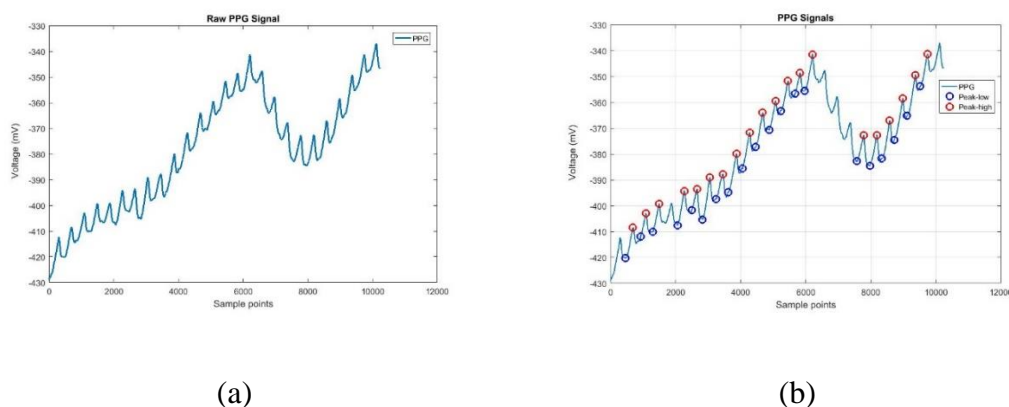 Raw PPG Signal
-330
-340
-350
-360
-370
-380
-390
-400
-410
-420
-430
Voltage (mV)
0 2000 4000 6000 8000 10000 12000
Sample points
PPG
(a)
PPG Signals
-330
-340
-350
-360
-370
-380
-390
-400
-410
-420
-430
Voltage (mV)
0 2000 4000 6000 8000 10000 12000
Sample points
PPG
Peak-low
Peak-high
(b)